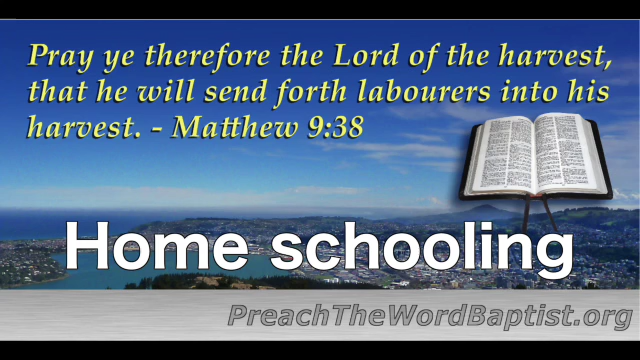 Pray ye therefore the Lord of the harvest,
that he will send forth labourers into his
harvest. - Matthew 9:38
Home schooling
PreachTheWordBaptist.org